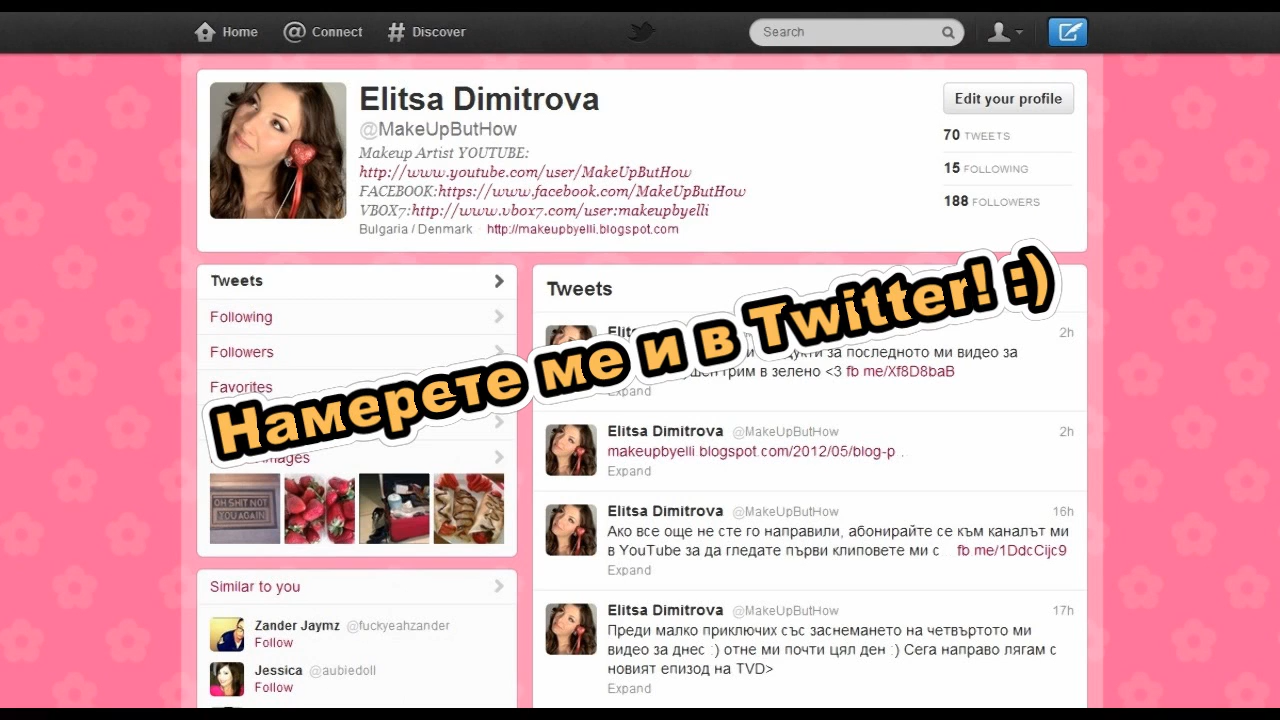 Home
Connect
Discover
Search
Elitsa Dimitrova
@MakeUpButHow
Makeup Artist YOUTUBE:
http://www.youtube.com/user/MakeUpButHow
FACEBOOK:https://www.facebook.com/MakeUpButHow
VBOX7:http://www.vbox7.com/user:makeupbyelli
Bulgaria / Denmark http://makeupbyelli.blogspot.com
Edit your profile
70 TWEETS
15 FOLLOWING
188 FOLLOWERS
Tweets
Following
Followers
Favorites
OH SHIT NOT
YOU AGAIN
Similar to you
Zander Jaymz @fuckyeahzander
Follow
Jessica @aubiedoll
Follow
Намерете ме и в Twitter! :)
Tweets
2h
за последното ми видео за
грим в зелено <3 fb me/Xf8D8baB
Expand
Elitsa Dimitrova @MakeUpButHow 2h
makeupbyelli blogspot com/2012/05/blog-p
Expand
Elitsa Dimitrova @MakeUpButHow 16h
Ако все още не сте го направили, абонирайте се към каналът ми
в YouTube за да гледате първи клиповете ми с fb me/1DdcCijc9
Expand
Elitsa Dimitrova @MakeUpButHow 17h
Преди малко приключих със заснемането на четвъртото ми
видео за днес :) отне ми почти цял ден :) Сега направо лягам с
новият епизод на TVD>
Expand